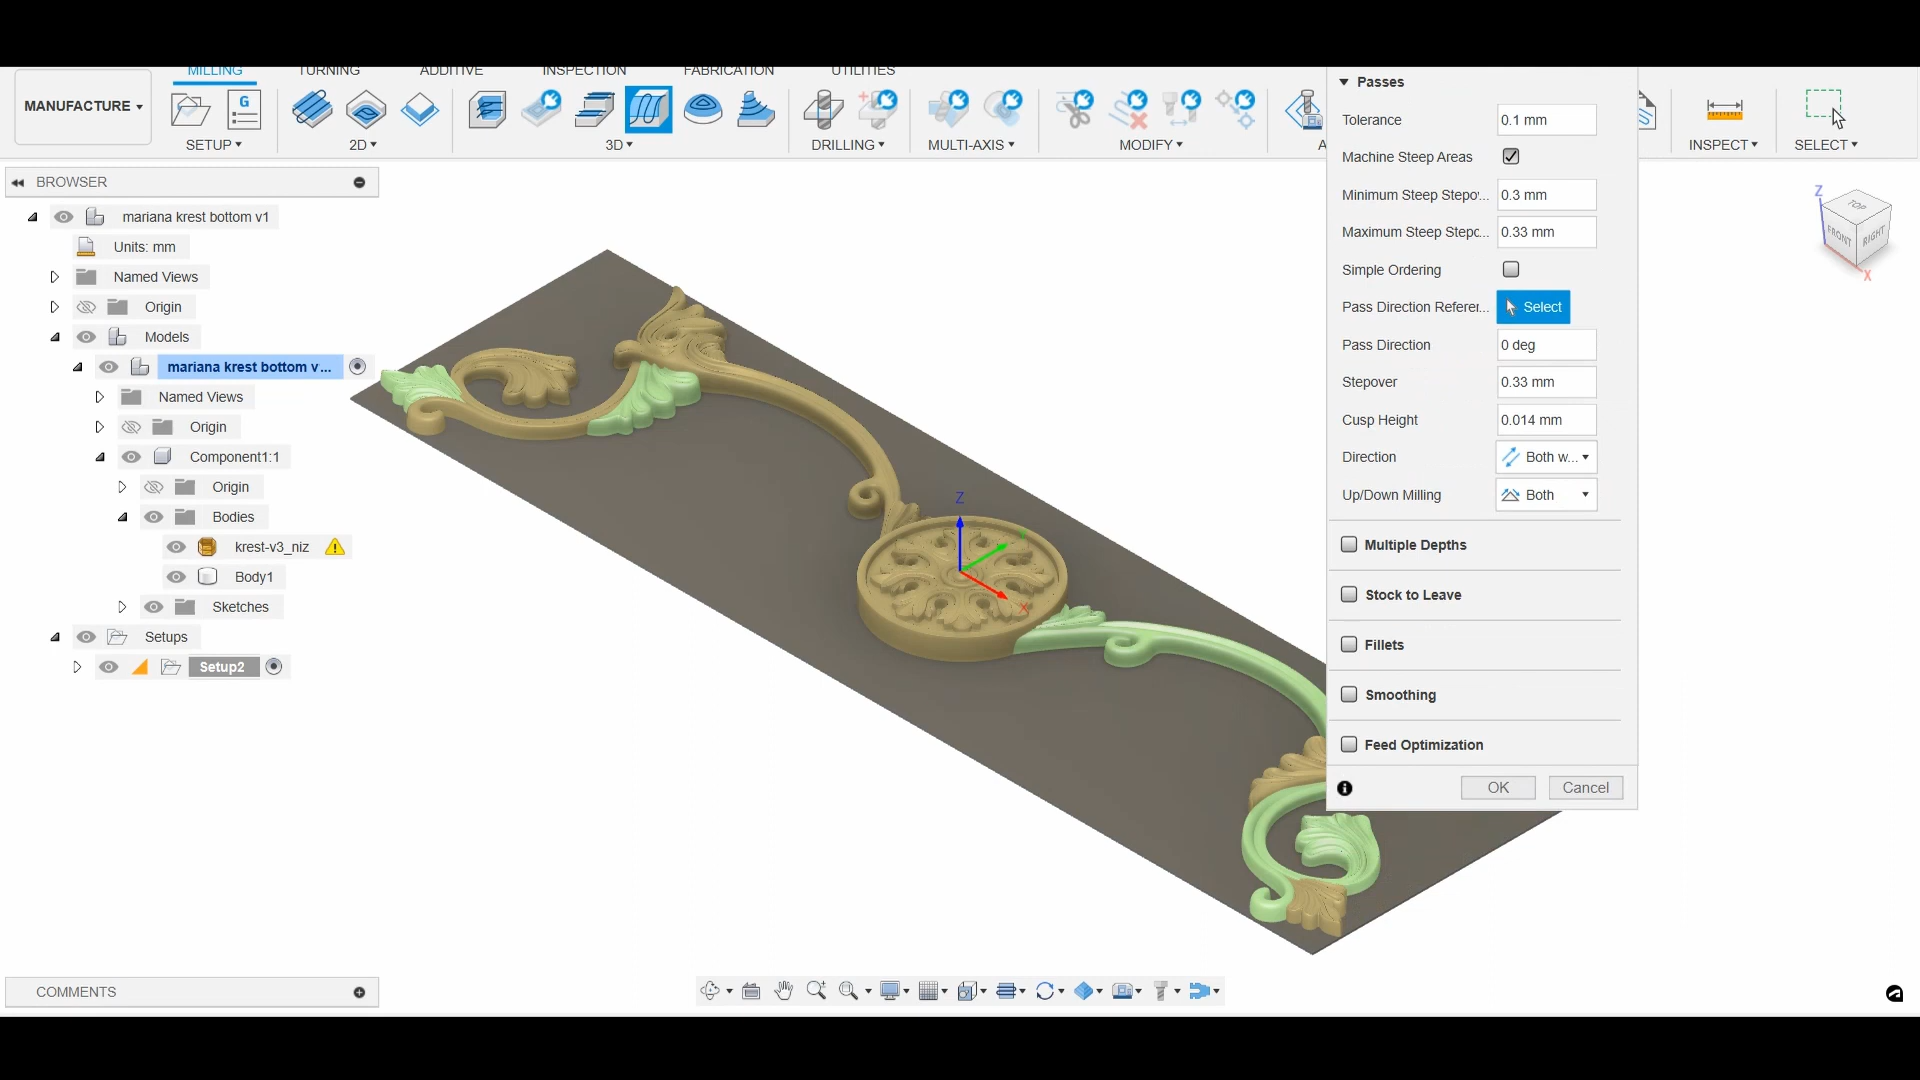 MILLING
TURNING
ADDITIVE
INSPECTION
FABRICATION
UTILITIES
MANUFACTURE
G
SETUP
2D
3D
DRILLING
MULTI-AXIS
MODIFY
A
INSPECT
SELECT
BROWSER
mariana krest bottom v1
Units: mm
Named Views
Origin
Models
mariana krest bottom v...
Named Views
Origin
Component1:1
Origin
Bodies
krest-v3_niz
Body1
Sketches
Setups
Setup2
Passes
Tolerance 0.1 mm
Machine Steep Areas
Minimum Steep Stepov... 0.3 mm
Maximum Steep Stepo... 0.33 mm
Simple Ordering
Pass Direction Referen... Select
Pass Direction 0 deg
Stepover 0.33 mm
Cusp Height 0.014 mm
Direction Both w...
Up/Down Milling Both
Multiple Depths
Stock to Leave
Fillets
Smoothing
Feed Optimization
OK
Cancel
Z
TOP
FRONT
RIGHT
X
Z
X
COMMENTS